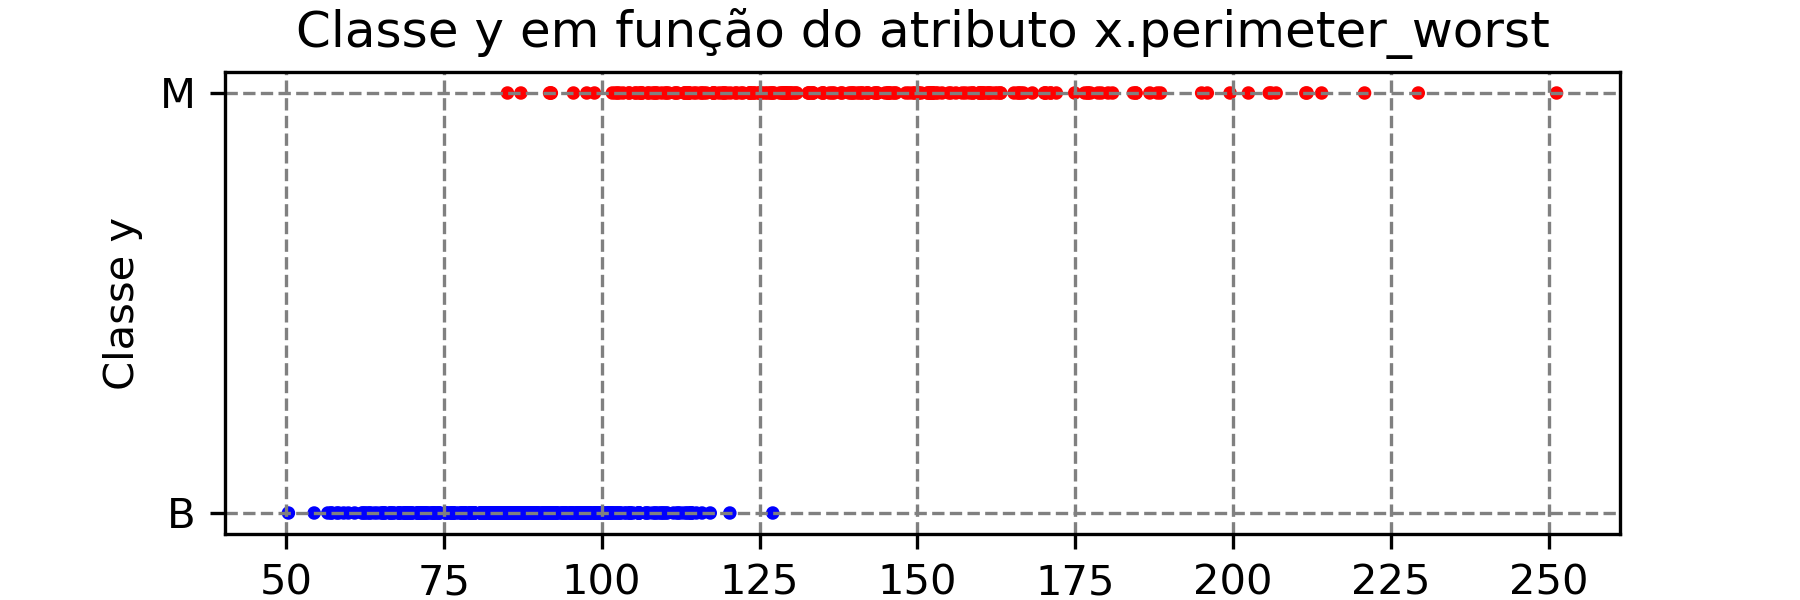 Classe y em função do atributo x.perimeter_worst
M
Classe y
B
50 75 100 125 150 175 200 225 250